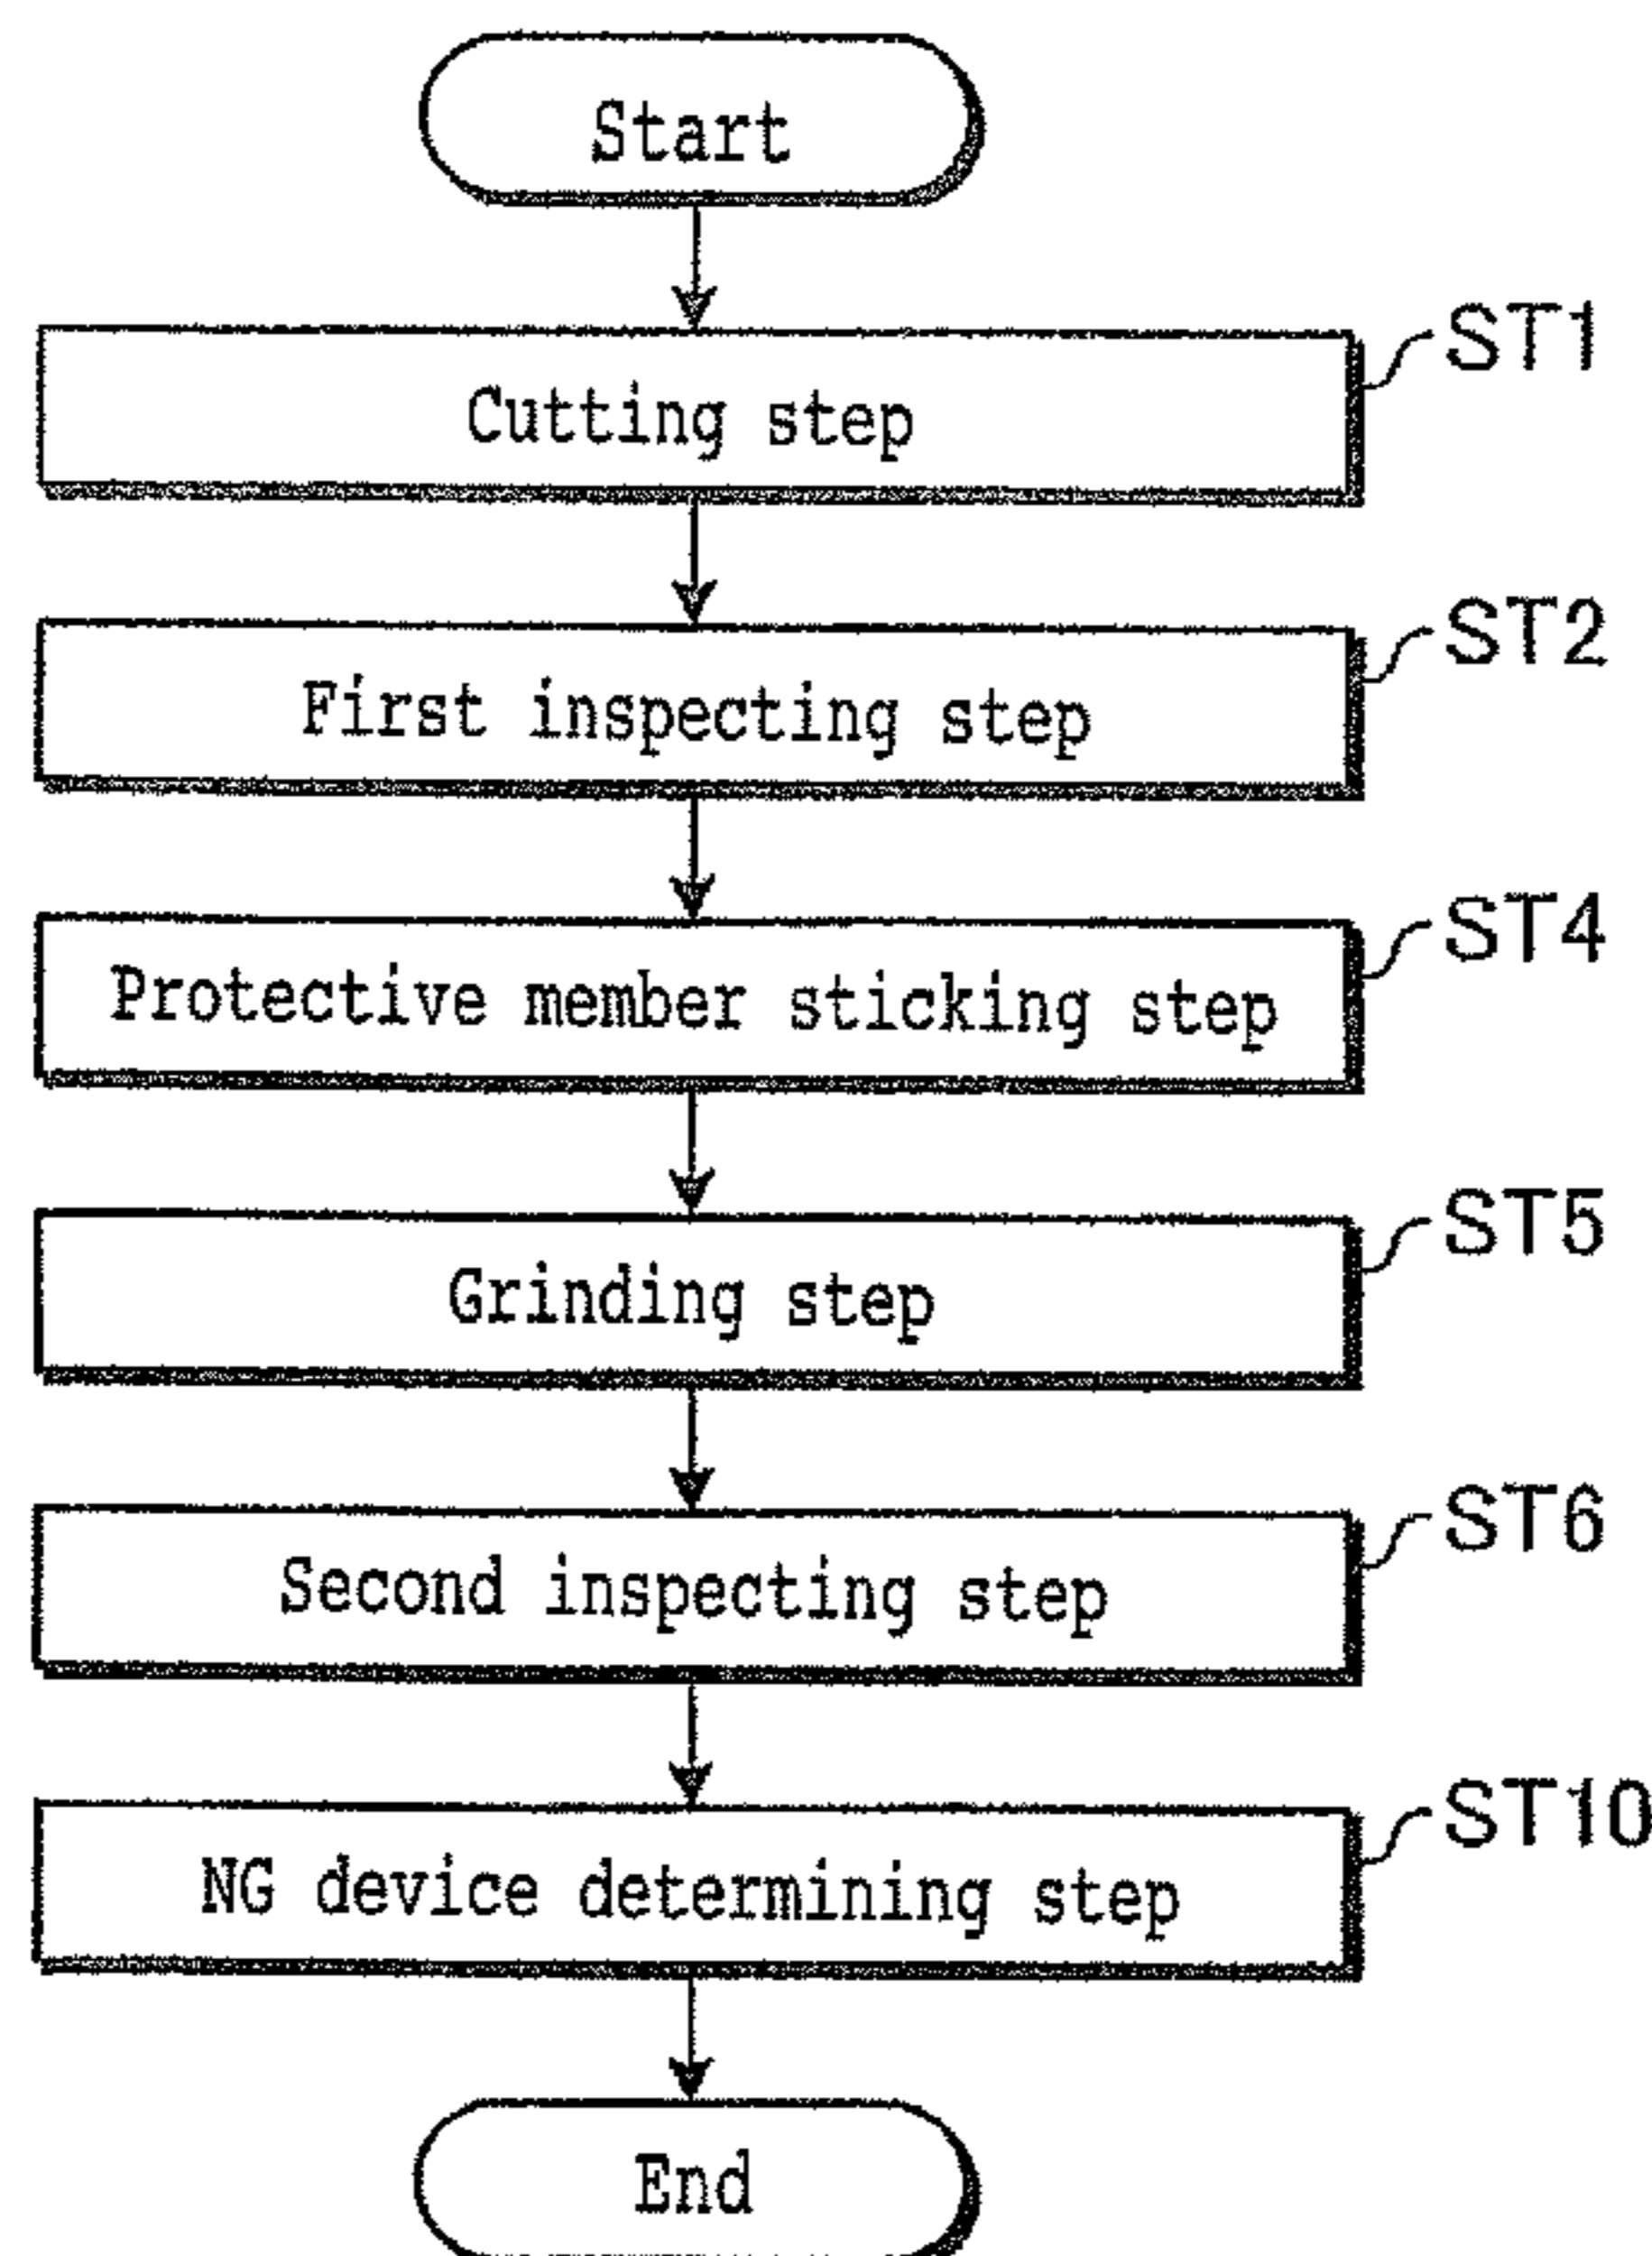 Start
Cutting step
ST1
First inspecting step
ST2
Protective member sticking step
ST4
Grinding step
ST5
Second inspecting step
ST6
NG device determining step
ST10
End